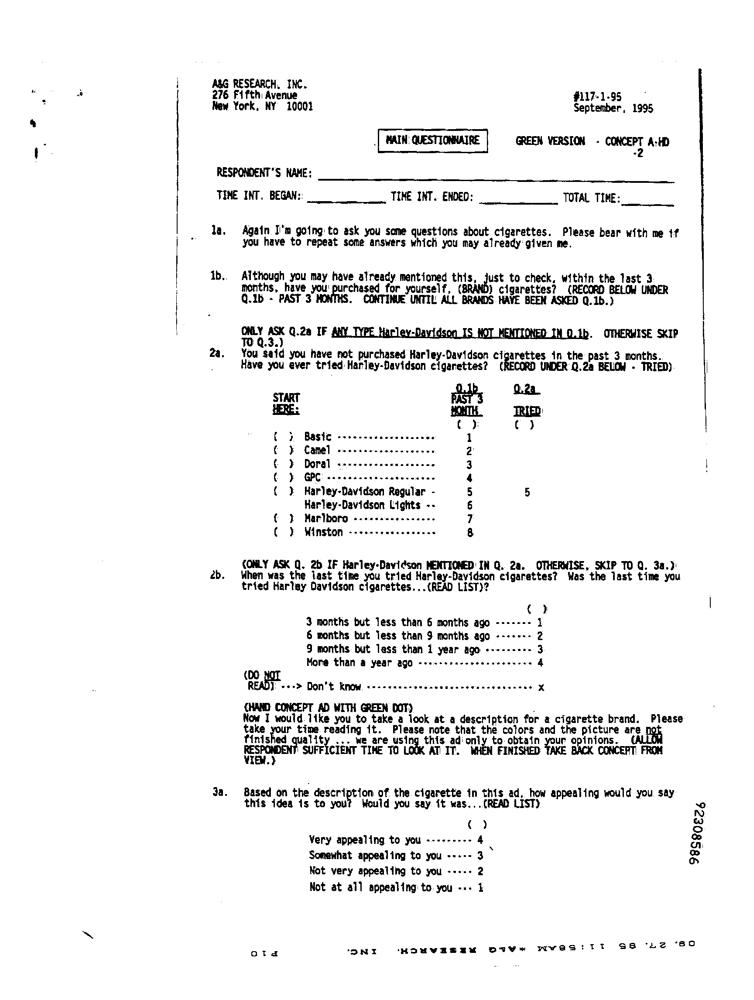 A&G RESEARCH, INC.
276 Fifth Avenue
New York, NY 10001
#117-1-95
September, 1995
MAIN QUESTIONNAIRE
GREEN VERSION - CONCEPT A-HD
-2
RESPONDENT'S NAME:
TIME INT. BEGAN: TIME INT. ENDED: TOTAL TIME:
1a. Again I'm going to ask you some questions about cigarettes. Please bear with me if
you have to repeat some answers which you may already given me.
1b. Although you may have already mentioned this, just to check, within the last 3
months, have you purchased for yourself, (BRAND) cigarettes? (RECORD BELOW UNDER
Q.1b - PAST 3 MONTHS. CONTINUE UNTIL ALL BRANDS HAVE BEEN ASKED Q.1b.)
ONLY ASK Q.2a IF ANY TYPE Harley-Davidson IS NOT MENTIONED IN Q.1b. OTHERWISE SKIP
TO Q.3.)
2a. You said you have not purchased Harley-Davidson cigarettes in the past 3 months.
Have you ever tried Harley-Davidson cigarettes? (RECORD UNDER Q.2a BELOW - TRIED)
Q.1b Q.2a
START PAST 3
HERE: MONTH TRIED
( ) ( )
( ) Basic ------------------- 1
( ) Camel ------------------- 2
( ) Doral ------------------- 3
( ) GPC --------------------- 4
( ) Harley-Davidson Regular - 5 5
Harley-Davidson Lights -- 6
( ) Marlboro ---------------- 7
( ) Winston ----------------- 8
(ONLY ASK Q. 2b IF Harley-Davidson MENTIONED IN Q. 2a. OTHERWISE, SKIP TO Q. 3a.)
2b. When was the last time you tried Harley-Davidson cigarettes? Was the last time you
tried Harley Davidson cigarettes...(READ LIST)?
( )
3 months but less than 6 months ago ------- 1
6 months but less than 9 months ago ------- 2
9 months but less than 1 year ago --------- 3
More than a year ago ---------------------- 4
(DO NOT
READ) ---> Don't know -------------------------------- x
(HAND CONCEPT AD WITH GREEN DOT)
Now I would like you to take a look at a description for a cigarette brand. Please
take your time reading it. Please note that the colors and the picture are not
finished quality ... we are using this ad only to obtain your opinions. (ALLOW
RESPONDENT SUFFICIENT TIME TO LOOK AT IT. WHEN FINISHED TAKE BACK CONCEPT FROM
VIEW.)
3a. Based on the description of the cigarette in this ad, how appealing would you say
this idea is to you? Would you say it was...(READ LIST)
( )
Very appealing to you --------- 4
Somewhat appealing to you ----- 3
Not very appealing to you ----- 2
Not at all appealing to you --- 1
92308586
09. 27. 95 11:58AM *A&G RESEARCH. INC. P10